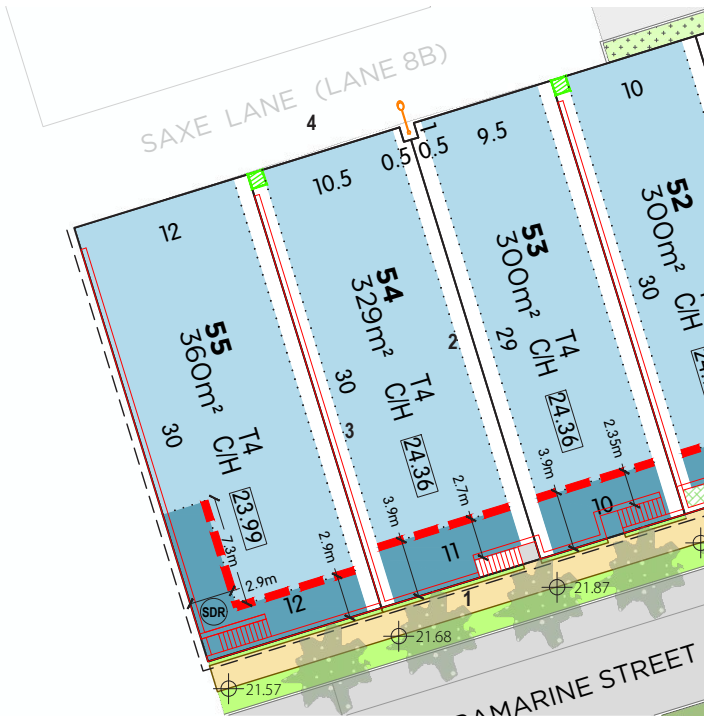 SAXE LANE (LANE 8B)
4
1
0.5
0.5
9.5
10
10.5
12
52
300m²
C/H
30
53
300m²
T4
C/H
24.36
29
2
54
329m²
T4
C/H
24.36
30
3
55
360m²
T4
C/H
23.99
30
2.35m
3.9m
2.7m
3.9m
2.9m
7.3m
2.9m
10
11
12
SDR
1
21.87
21.68
21.57
AMARINE STREET